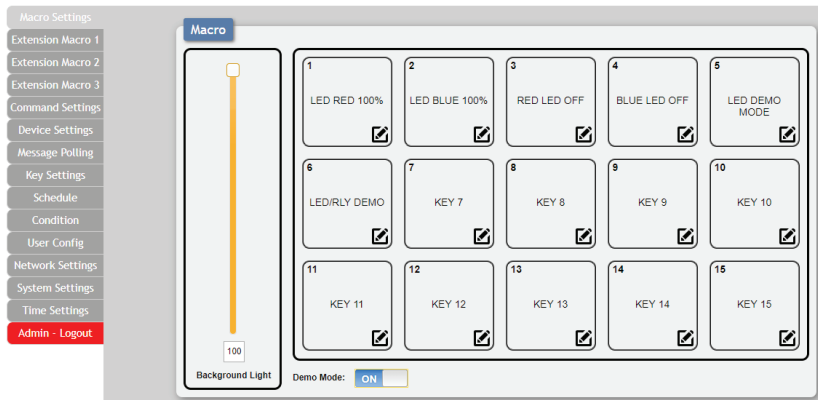 Macro Settings
Extension Macro 1
Extension Macro 2
Extension Macro 3
Command Settings
Device Settings
Message Polling
Key Settings
Schedule
Condition
User Config
Network Settings
System Settings
Time Settings
Admin - Logout
Macro
100
Background Light
1
LED RED 100%
2
LED BLUE 100%
3
RED LED OFF
4
BLUE LED OFF
5
LED DEMO
MODE
6
LED/RLY DEMO
7
KEY 7
8
KEY 8
9
KEY 9
10
KEY 10
11
KEY 11
12
KEY 12
13
KEY 13
14
KEY 14
15
KEY 15
Demo Mode: ON